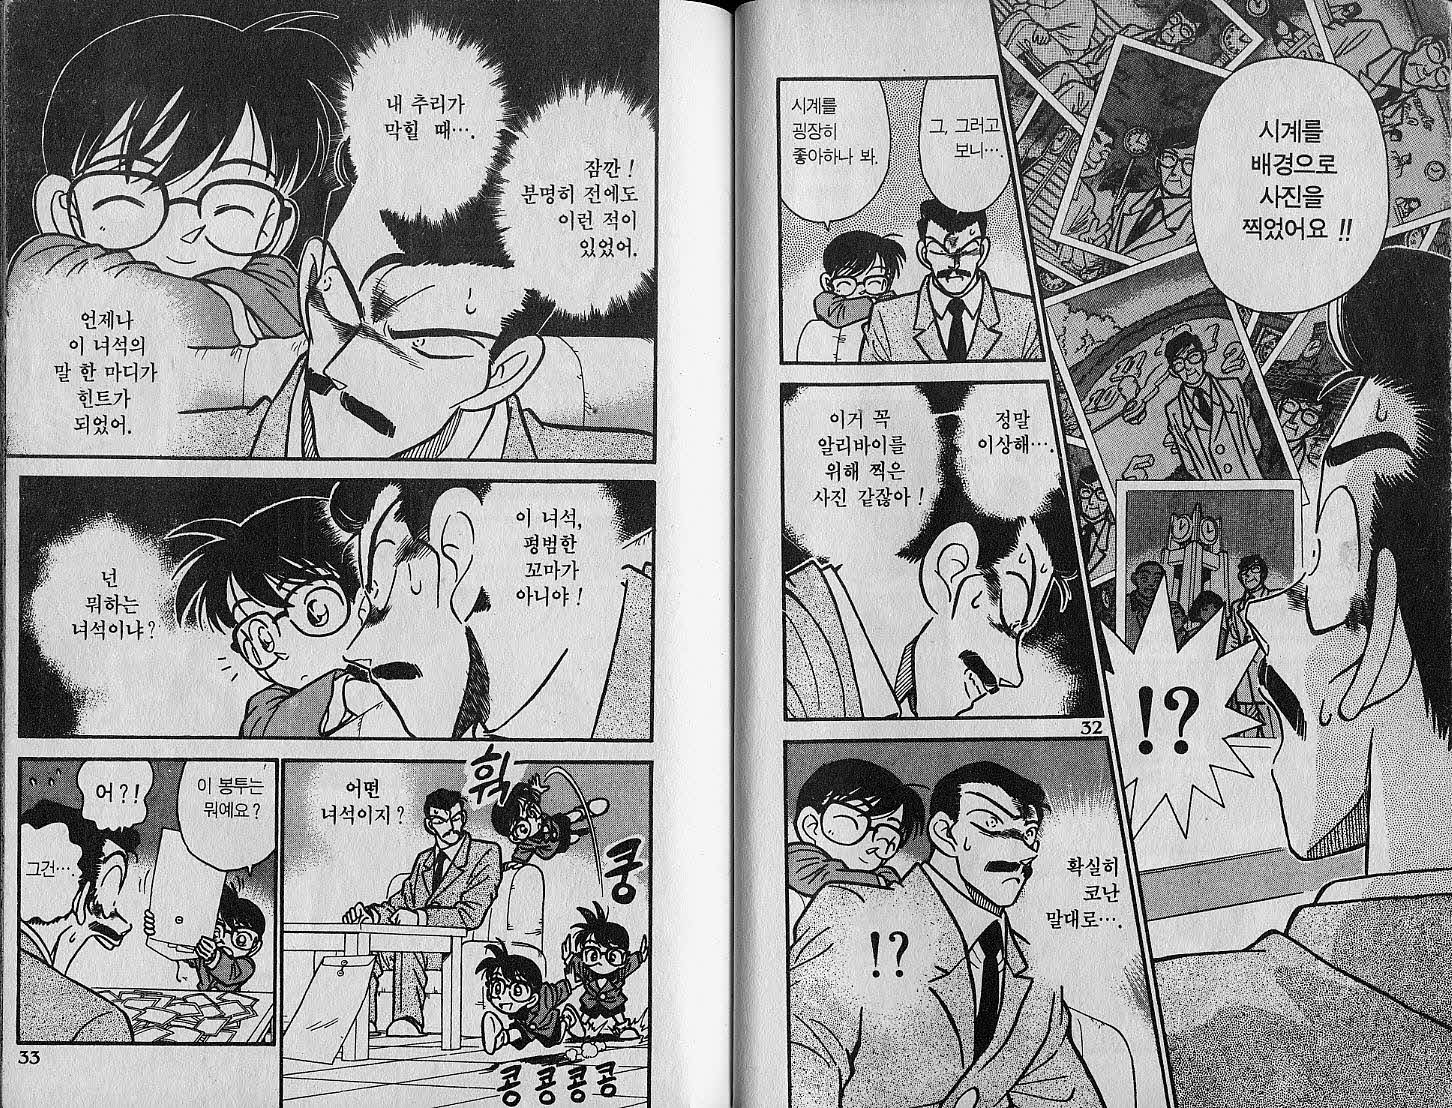 시계를
배경으로
사진을
찍었어요 !!
!?
그, 그러고
보니….
시계를
굉장히
좋아하나 봐.
정말
이상해….
이거 꼭
알리바이를
위해 찍은
사진 같잖아 !
32
확실히
코난
말대로….
!?
잠깐 !
분명히 전에도
이런 적이
있었어.
내 추리가
막힐 때….
언제나
이 녀석의
말 한 마디가
힌트가
되었어.
이 녀석,
평범한
꼬마가
아니야 !
넌
뭐하는
녀석이냐?
어떤
녀석이지?
휙
쿵
콩 콩 콩 콩
이 봉투는
뭐예요?
어?!
그건….
33